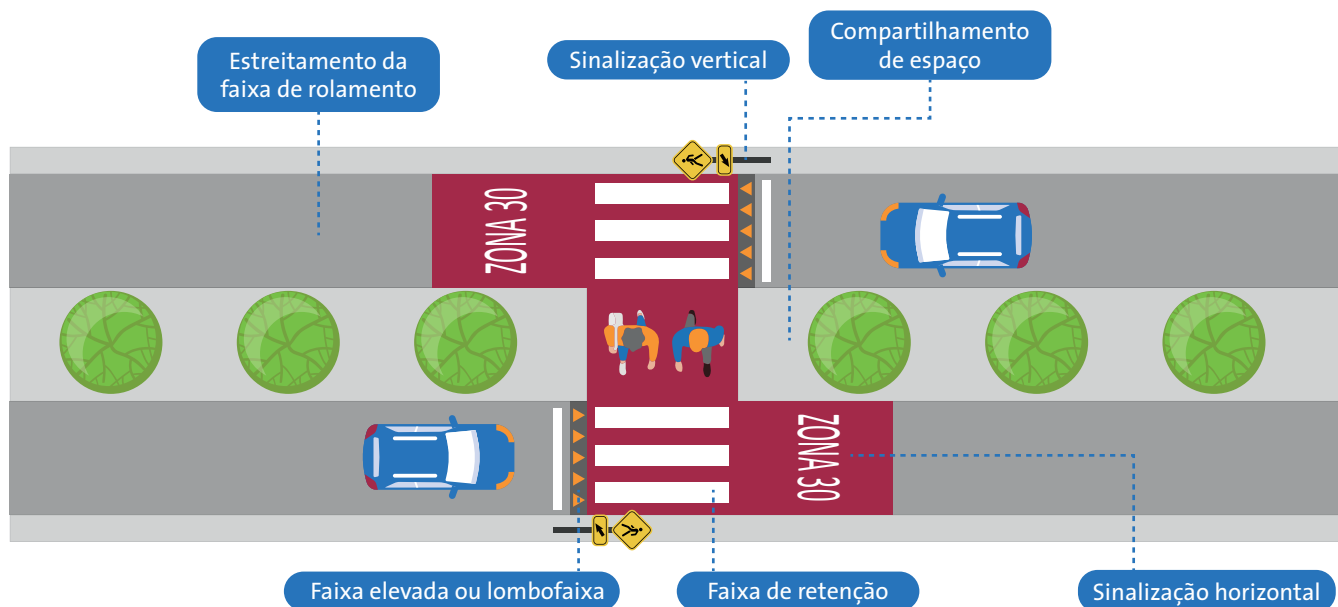 Estreitamento da
faixa de rolamento
Sinalização vertical
Compartilhamento
de espaço
ZONA 30
ZONA 30
Faixa elevada ou lombofaixa
Faixa de retenção
Sinalização horizontal